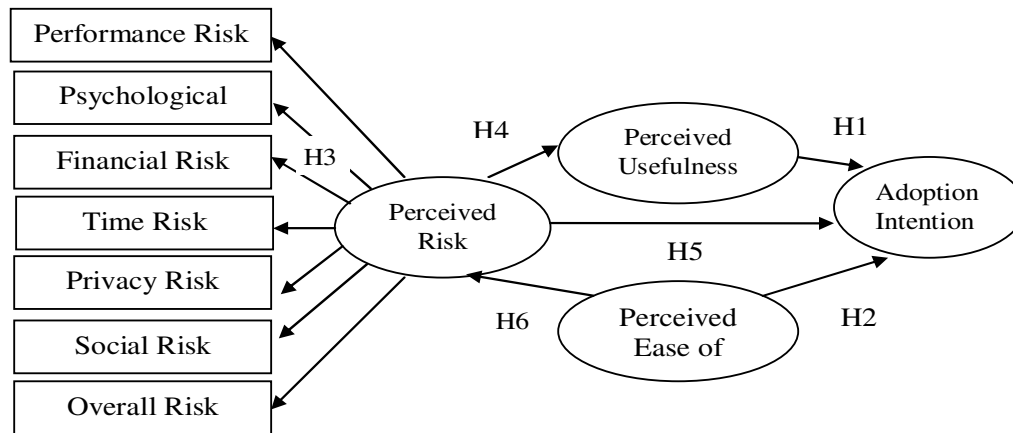 Performance Risk
Psychological
Financial Risk
Time Risk
Privacy Risk
Social Risk
Overall Risk
H3
Perceived
Risk
H4
Perceived
Usefulness
H1
Adoption
Intention
H5
H6
Perceived
Ease of
H2